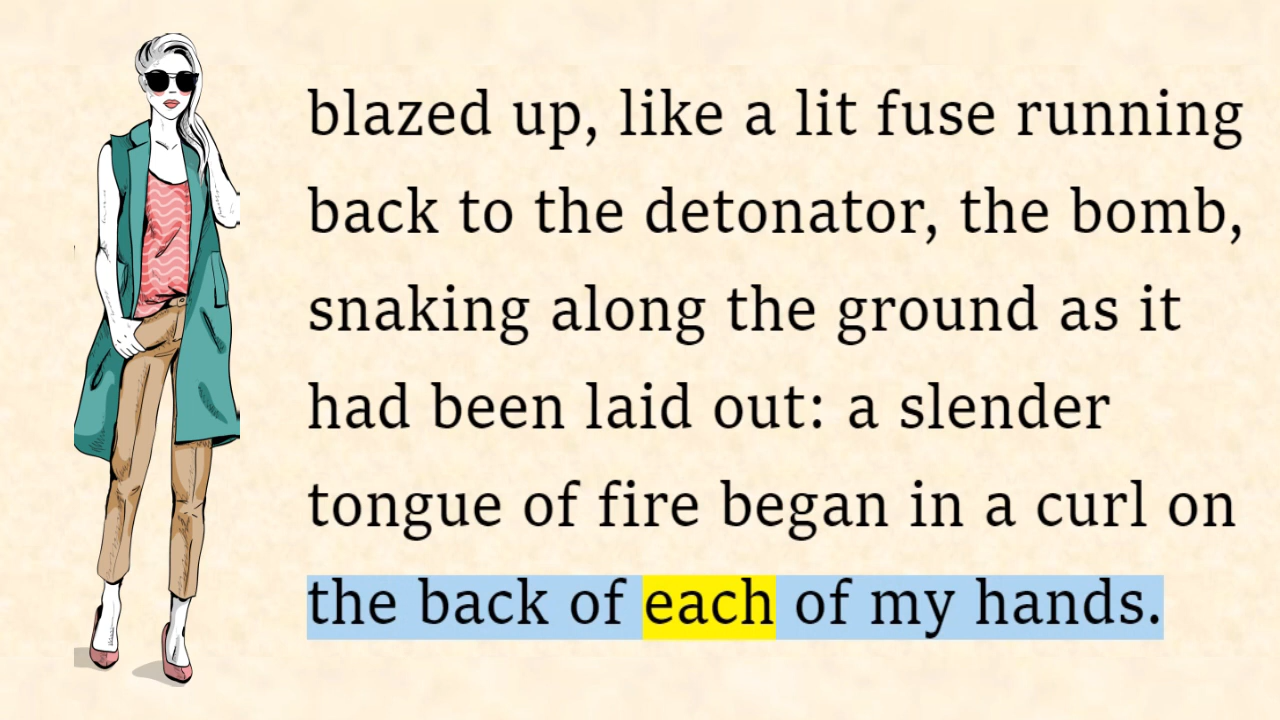 blazed up, like a lit fuse running
back to the detonator, the bomb,
snaking along the ground as it
had been laid out: a slender
tongue of fire began in a curl on
the back of each of my hands.